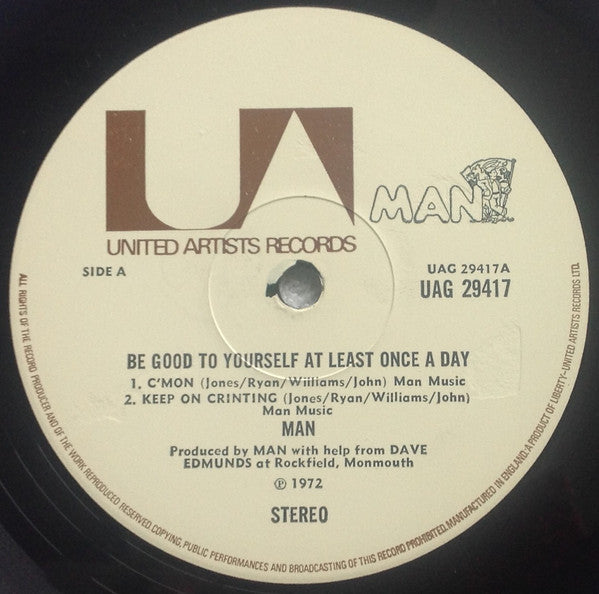 UA
MAN
UNITED ARTISTS RECORDS
SIDE A
UAG 29417A
UAG 29417
BE GOOD TO YOURSELF AT LEAST ONCE A DAY
1. C'MON (Jones/Ryan/Williams/John) Man Music
2. KEEP ON CRINTING (Jones/Ryan/Williams/John)
Man Music
MAN
Produced by MAN with help from DAVE
EDMUNDS at Rockfield, Monmouth
℗ 1972
STEREO
ALL RIGHTS OF THE RECORD PRODUCER AND OF THE WORK REPRODUCED RESERVED. COPYING, PUBLIC PERFORMANCES AND BROADCASTING OF THIS RECORD PROHIBITED. MANUFACTURED IN ENGLAND. A PRODUCT OF LIBERTY-UNITED ARTISTS RECORDS LTD.